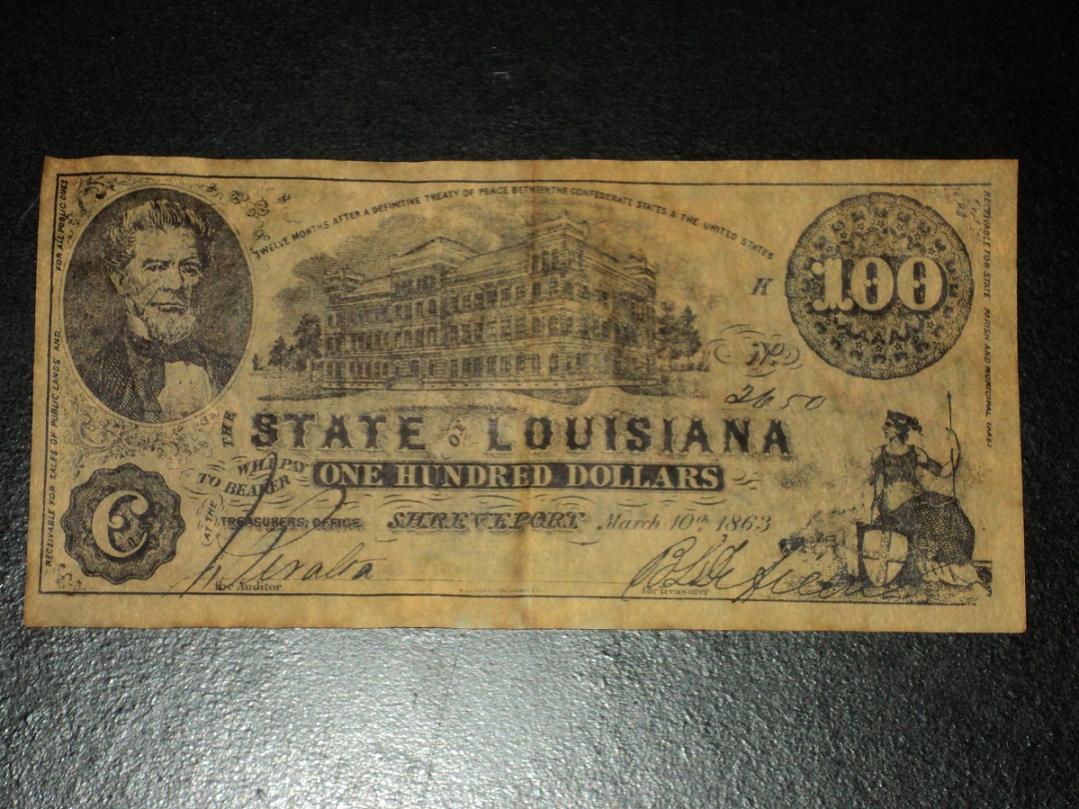 TWELVE MONTHS AFTER A DEFINITIVE TREATY OF PEACE BETWEEN THE CONFEDERATE STATES & THE UNITED STATES
FOR ALL PUBLIC DUES
RECEIVABLE FOR SALES OF PUBLIC LANDS AND
H
100
No
2650
THE STATE OF LOUISIANA
WILL PAY
TO BEARER
ONE HUNDRED DOLLARS
C
AT THE
TREASURERS, OFFICE
SHREVEPORT March 10th 1863
Peralta
for Auditor
for treasurer
RECEIVABLE FOR STATE PARISH AND MUNICIPAL